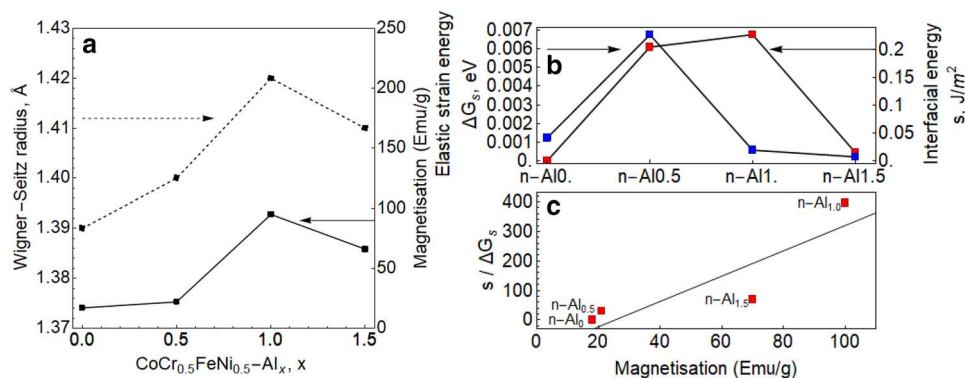 a
1.43
1.42
1.41
1.40
1.39
1.38
1.37
Wigner–Seitz radius, Å
250
200
150
100
50
0
Magnetisation (Emu/g)
0.0 0.5 1.0 1.5
CoCr0.5FeNi0.5–Alx, x
b
Elastic strain energy
ΔGs, eV
0.007
0.006
0.005
0.004
0.003
0.002
0.001
0.
0.2
0.15
0.1
0.05
0.
Interfacial energy
s, J/m2
n–Al0. n–Al0.5 n–Al1. n–Al1.5
c
s / ΔGs
400
300
200
100
0
n–Al1.0
n–Al1.5
n–Al0.5
n–Al0
0 20 40 60 80 100
Magnetisation (Emu/g)